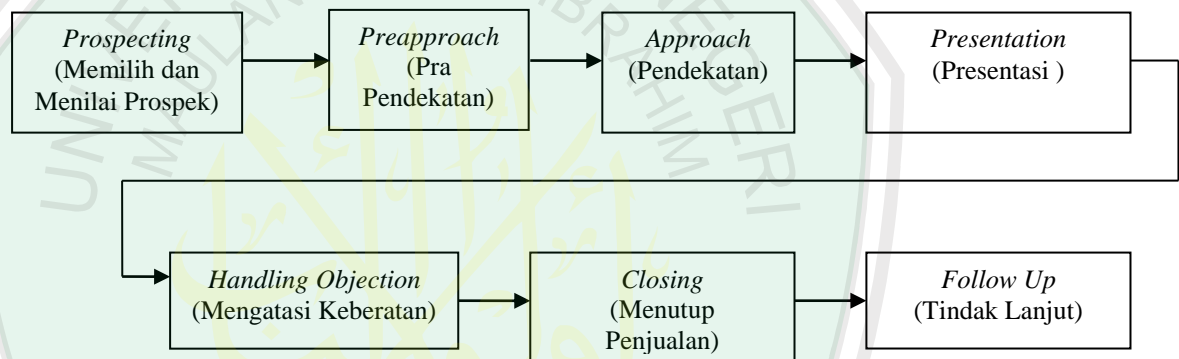 Prospecting
(Memilih dan
Menilai Prospek)
Preapproach
(Pra
Pendekatan)
Approach
(Pendekatan)
Presentation
(Presentasi )
Handling Objection
(Mengatasi Keberatan)
Closing
(Menutup
Penjualan)
Follow Up
(Tindak Lanjut)